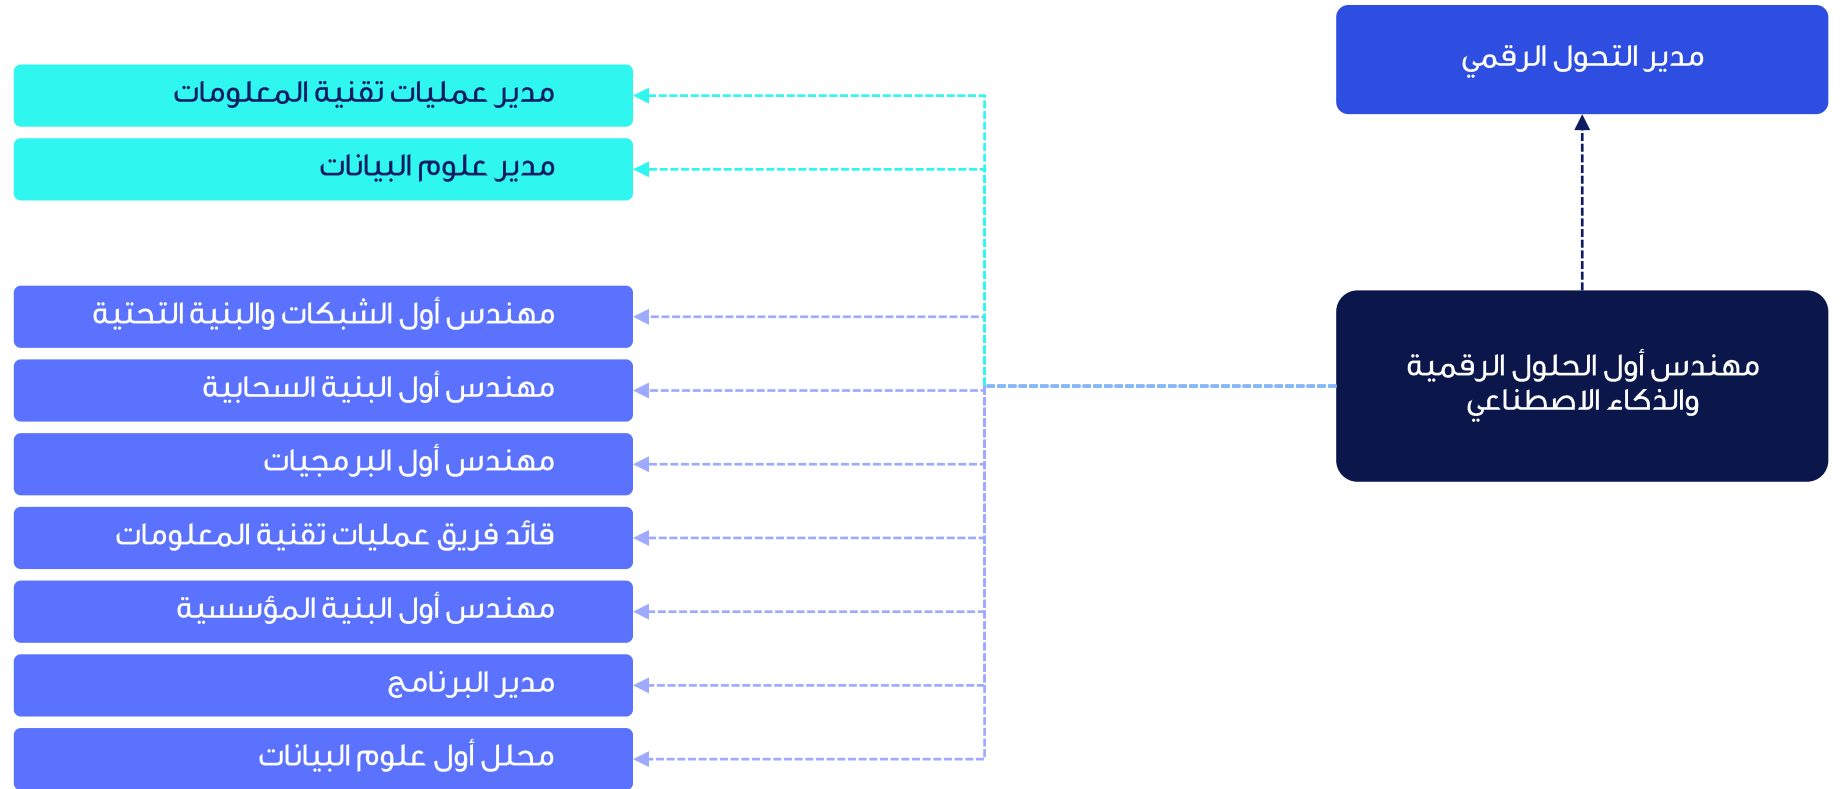 مدير التحول الرقمي
مهندس أول الحلول الرقمية
والذكاء الاصطناعي
مدير عمليات تقنية المعلومات
مدير علوم البيانات
مهندس أول الشبكات والبنية التحتية
مهندس أول البنية السحابية
مهندس أول البرمجيات
قائد فريق عمليات تقنية المعلومات
مهندس أول البنية المؤسسية
مدير البرنامج
محلل أول علوم البيانات